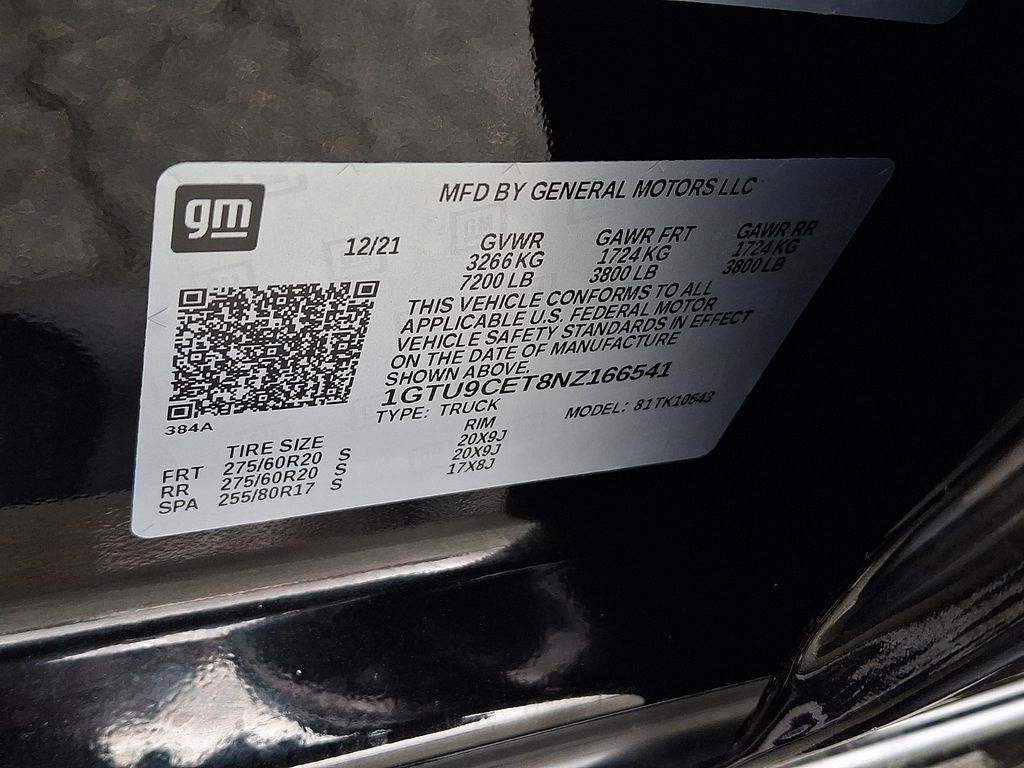 gm
MFD BY GENERAL MOTORS LLC
12/21
GVWR GAWR FRT GAWR RR
3266 KG 1724 KG 1724 KG
7200 LB 3800 LB 3800 LB
THIS VEHICLE CONFORMS TO ALL
APPLICABLE U.S. FEDERAL MOTOR
VEHICLE SAFETY STANDARDS IN EFFECT
ON THE DATE OF MANUFACTURE
SHOWN ABOVE.
1GTU9CET8NZ166541
TYPE: TRUCK MODEL: 81TK10543
384A
TIRE SIZE RIM
FRT 275/60R20 S 20X9J
RR 275/60R20 S 20X9J
SPA 255/80R17 S 17X8J